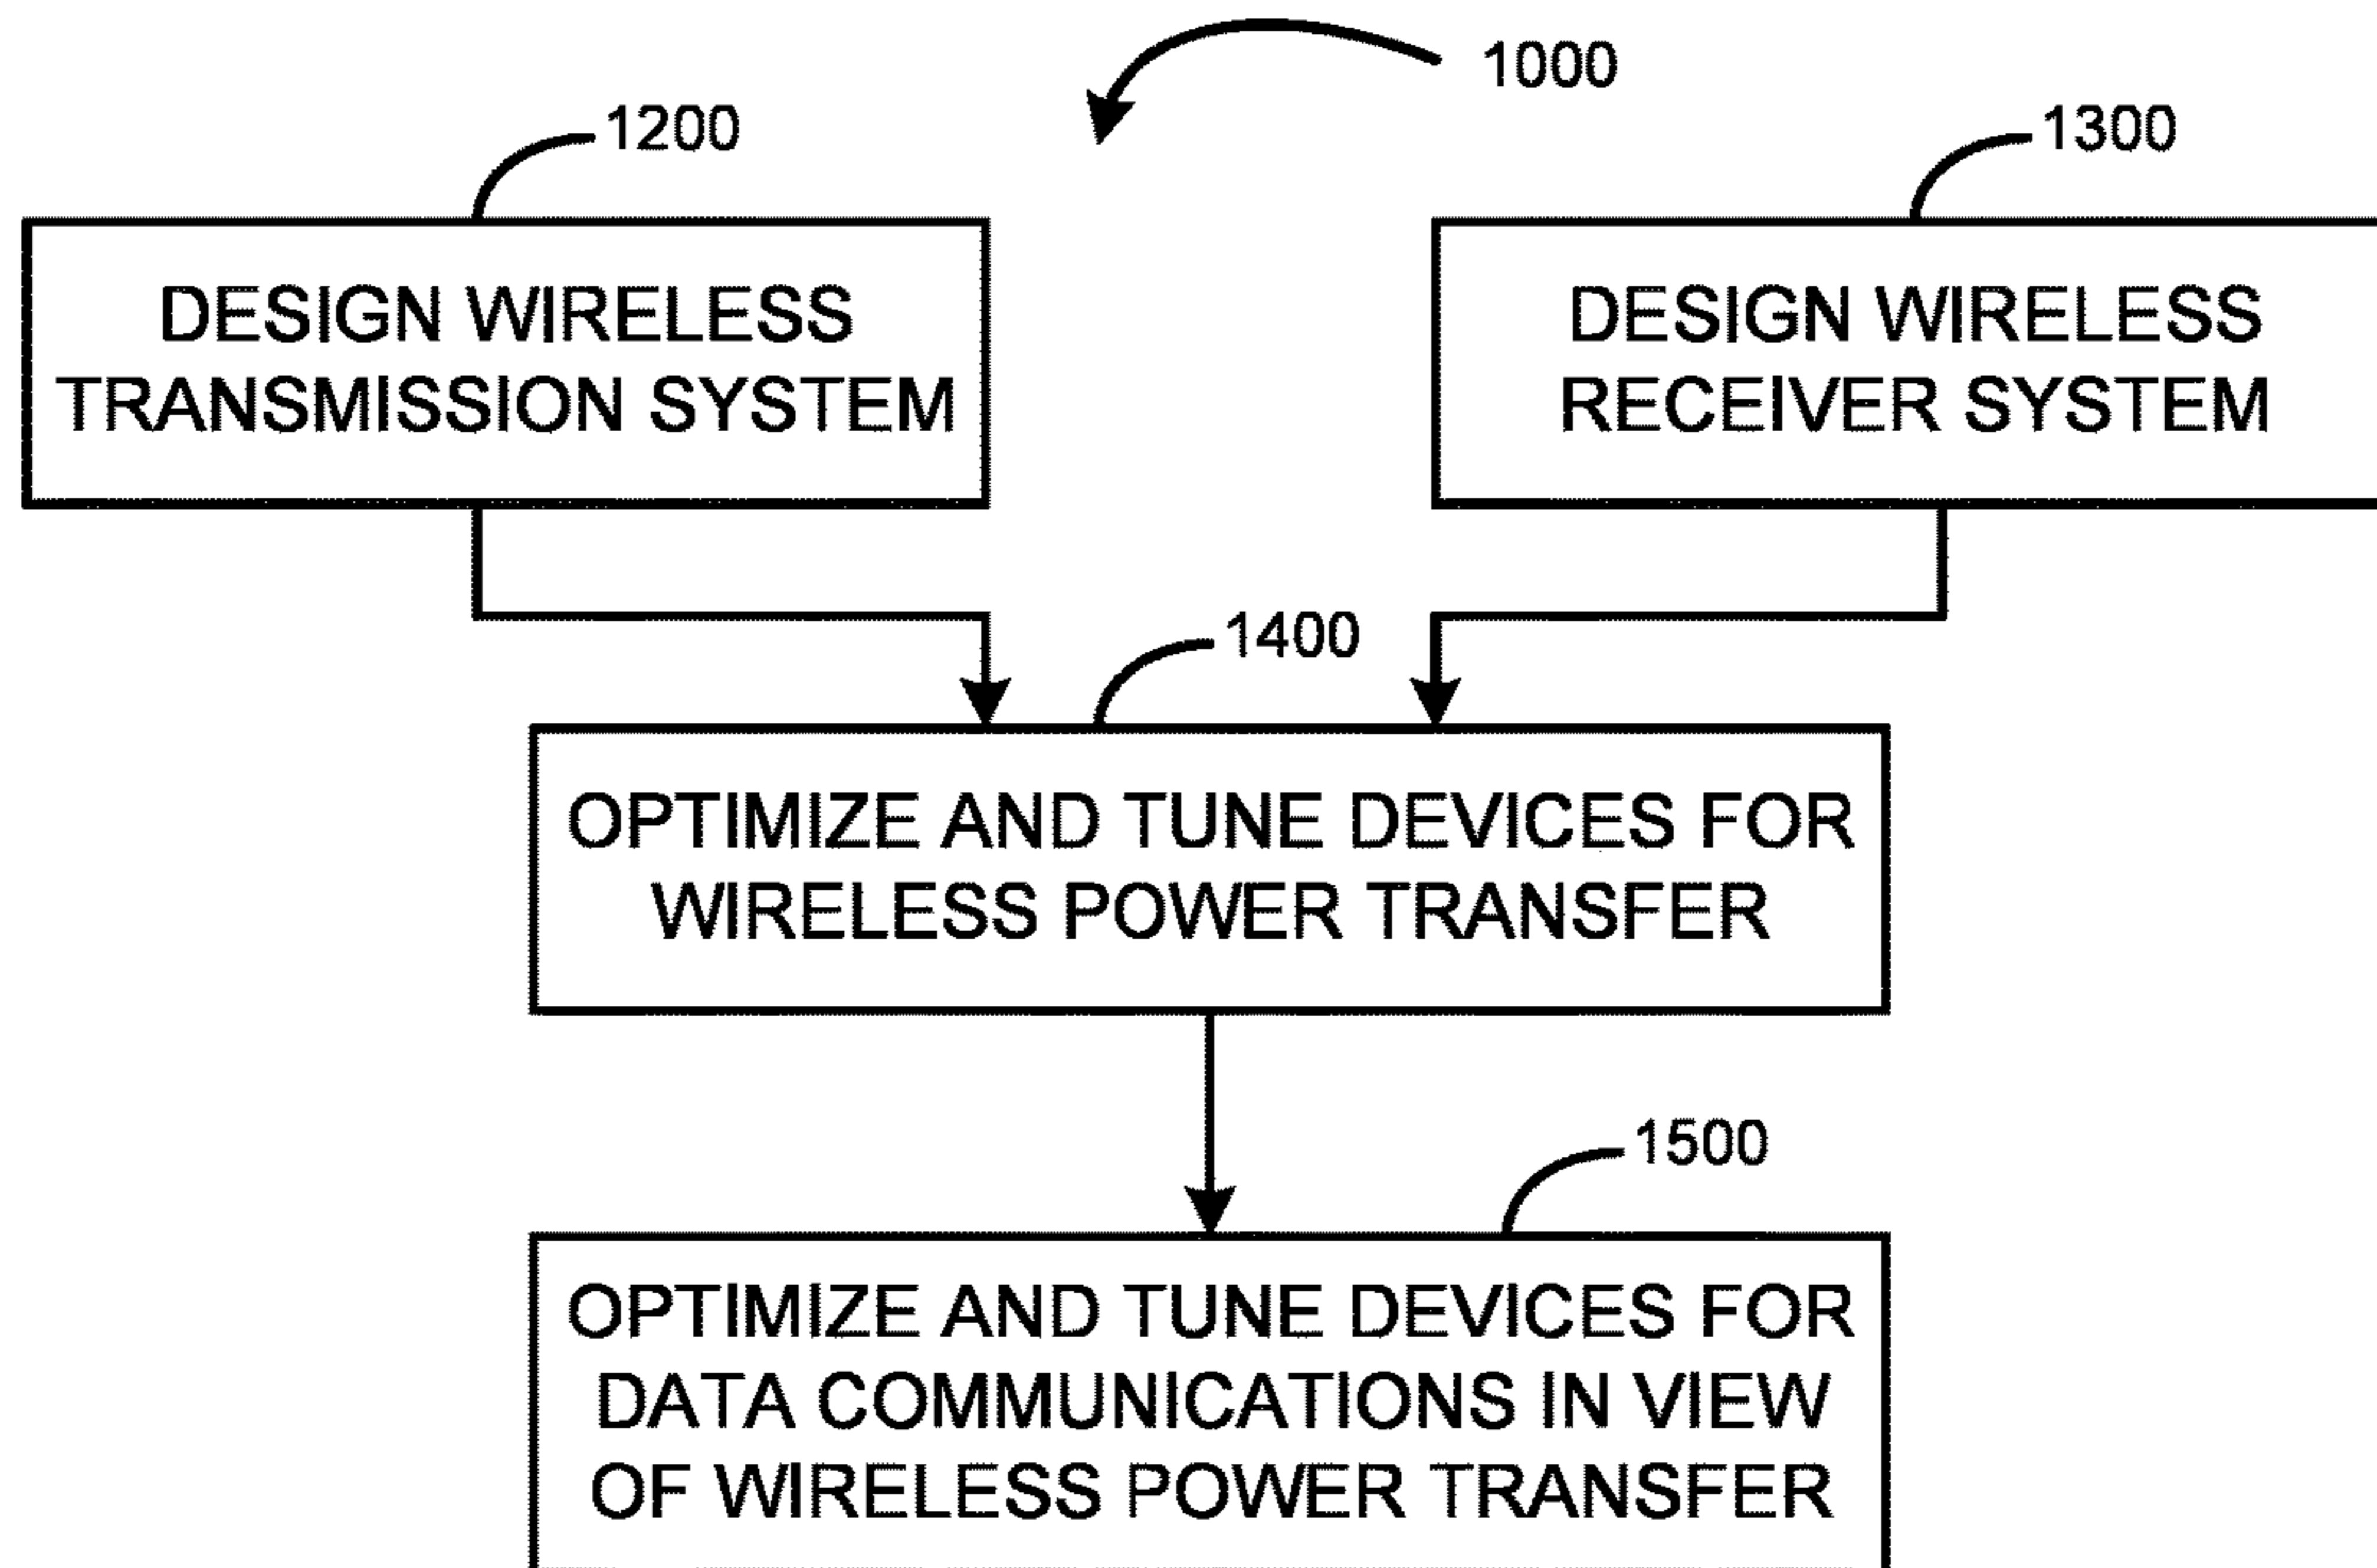 1000
1200
1300
DESIGN WIRELESS
TRANSMISSION SYSTEM
DESIGN WIRELESS
RECEIVER SYSTEM
1400
OPTIMIZE AND TUNE DEVICES FOR
WIRELESS POWER TRANSFER
1500
OPTIMIZE AND TUNE DEVICES FOR
DATA COMMUNICATIONS IN VIEW
OF WIRELESS POWER TRANSFER